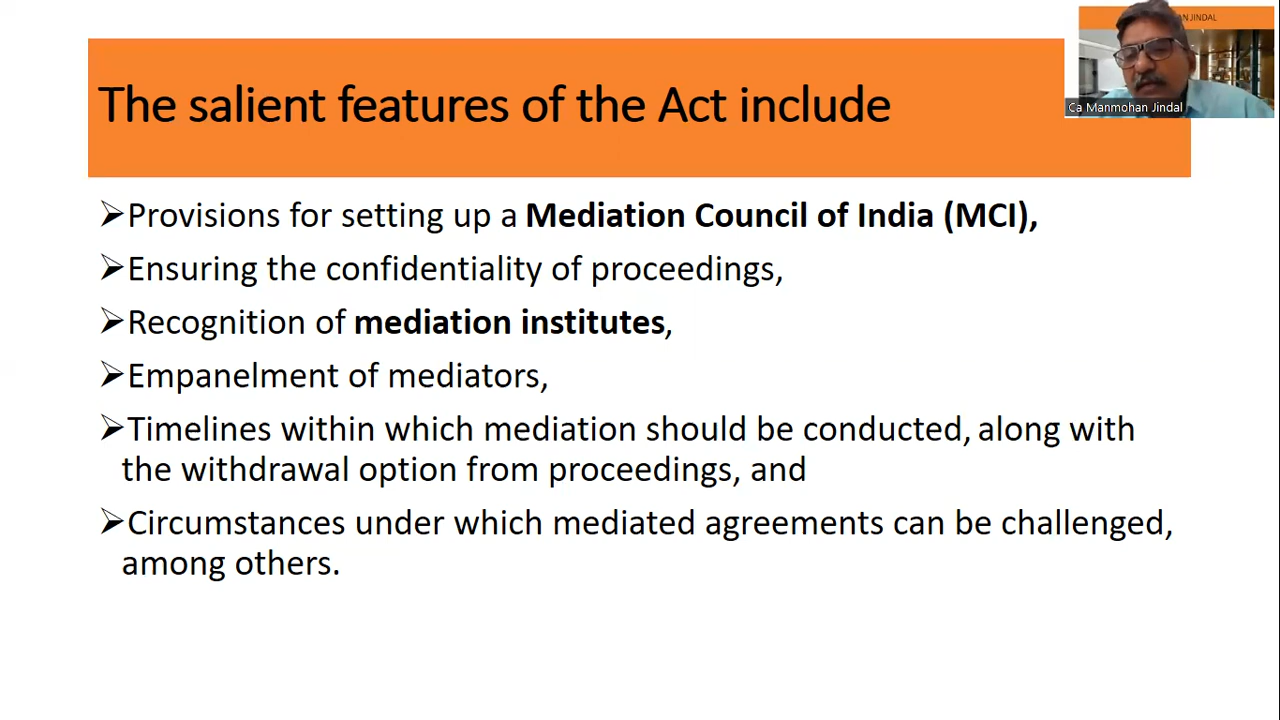 AN JINDAL
Ca Manmohan Jindal
The salient features of the Act include
➢Provisions for setting up a Mediation Council of India (MCI),
➢Ensuring the confidentiality of proceedings,
➢Recognition of mediation institutes,
➢Empanelment of mediators,
➢Timelines within which mediation should be conducted, along with
the withdrawal option from proceedings, and
➢Circumstances under which mediated agreements can be challenged,
among others.